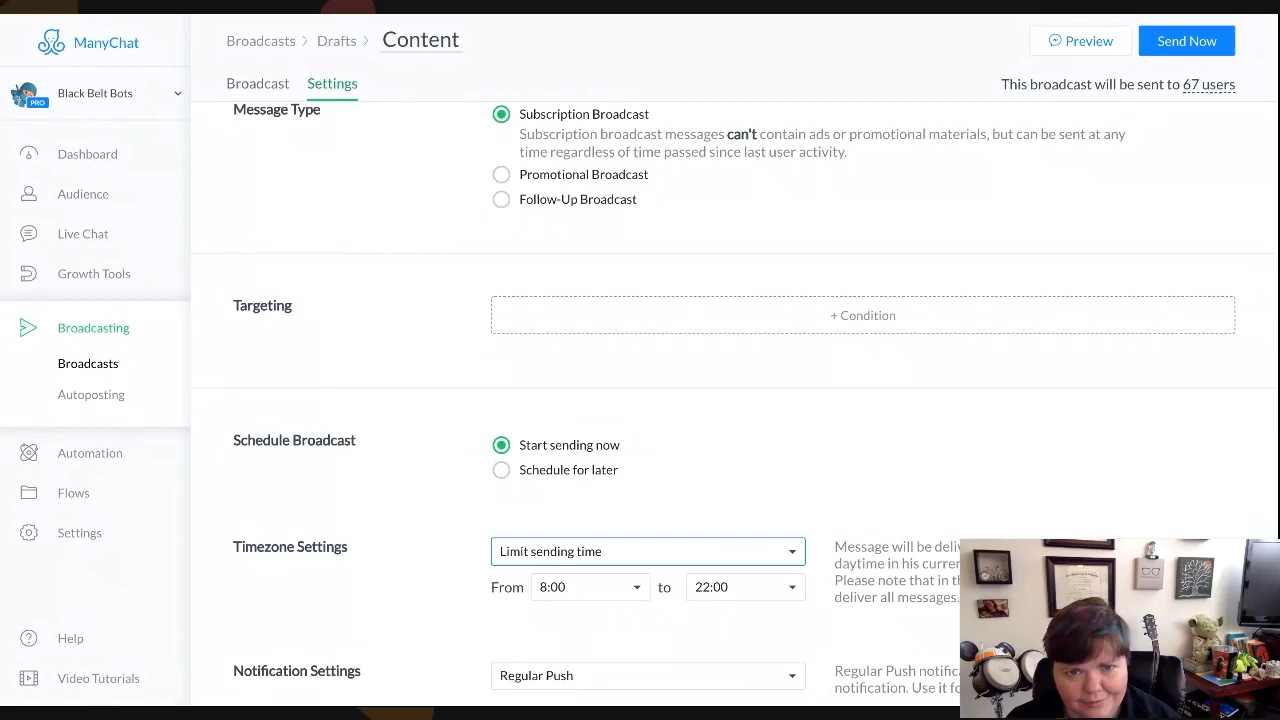 ManyChat
Broadcasts > Drafts > Content
Preview
Send Now
Black Belt Bots
PRO
Broadcast
Settings
This broadcast will be sent to 67 users
Dashboard
Audience
Live Chat
Growth Tools
Broadcasting
Broadcasts
Autoposting
Automation
Flows
Settings
Help
Video Tutorials
Message Type
Subscription Broadcast
Subscription broadcast messages can't contain ads or promotional materials, but can be sent at any
time regardless of time passed since last user activity.
Promotional Broadcast
Follow-Up Broadcast
Targeting
+ Condition
Schedule Broadcast
Start sending now
Schedule for later
Timezone Settings
Limit sending time
From 8:00 to 22:00
Message will be
daytime in his
Please note that in
deliver all messages.
Notification Settings
Regular Push
Regular Push
notification. Use it